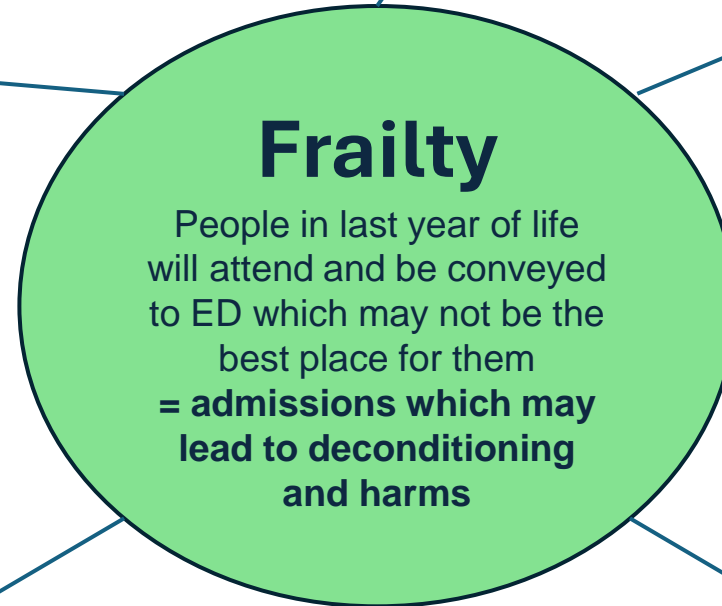 Frailty
People in last year of life
will attend and be conveyed
to ED which may not be the
best place for them
= admissions which may
lead to deconditioning
and harms